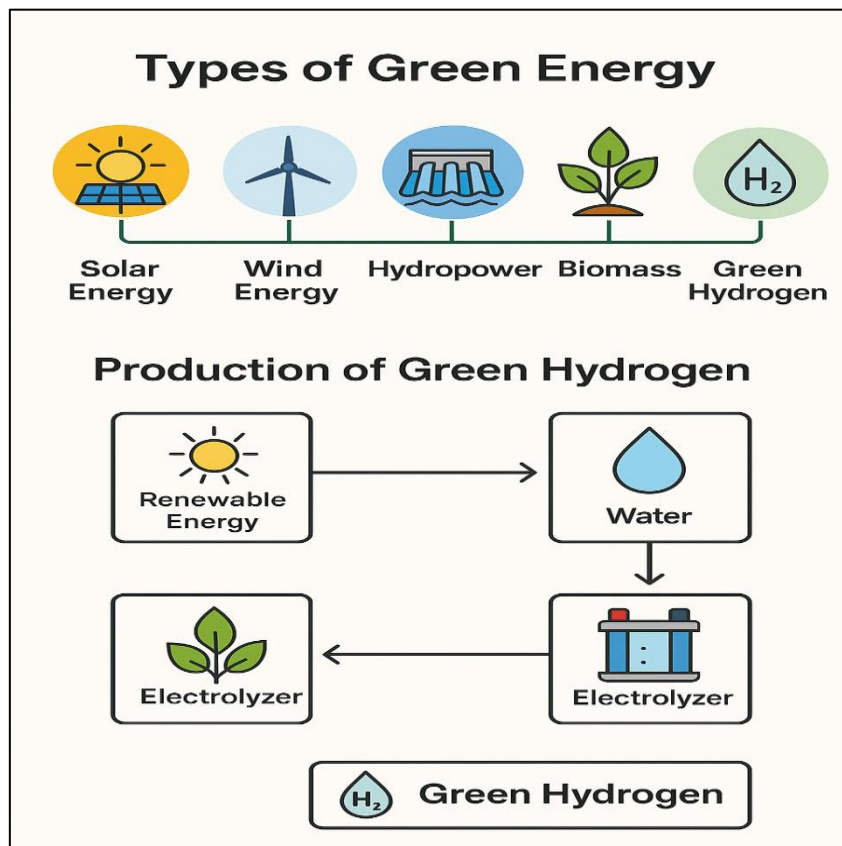 Types of Green Energy
H₂
Solar
Energy
Wind
Energy
Hydropower
Biomass
Green
Hydrogen
Production of Green Hydrogen
Renewable
Energy
Water
Electrolyzer
Electrolyzer
H₂
Green Hydrogen